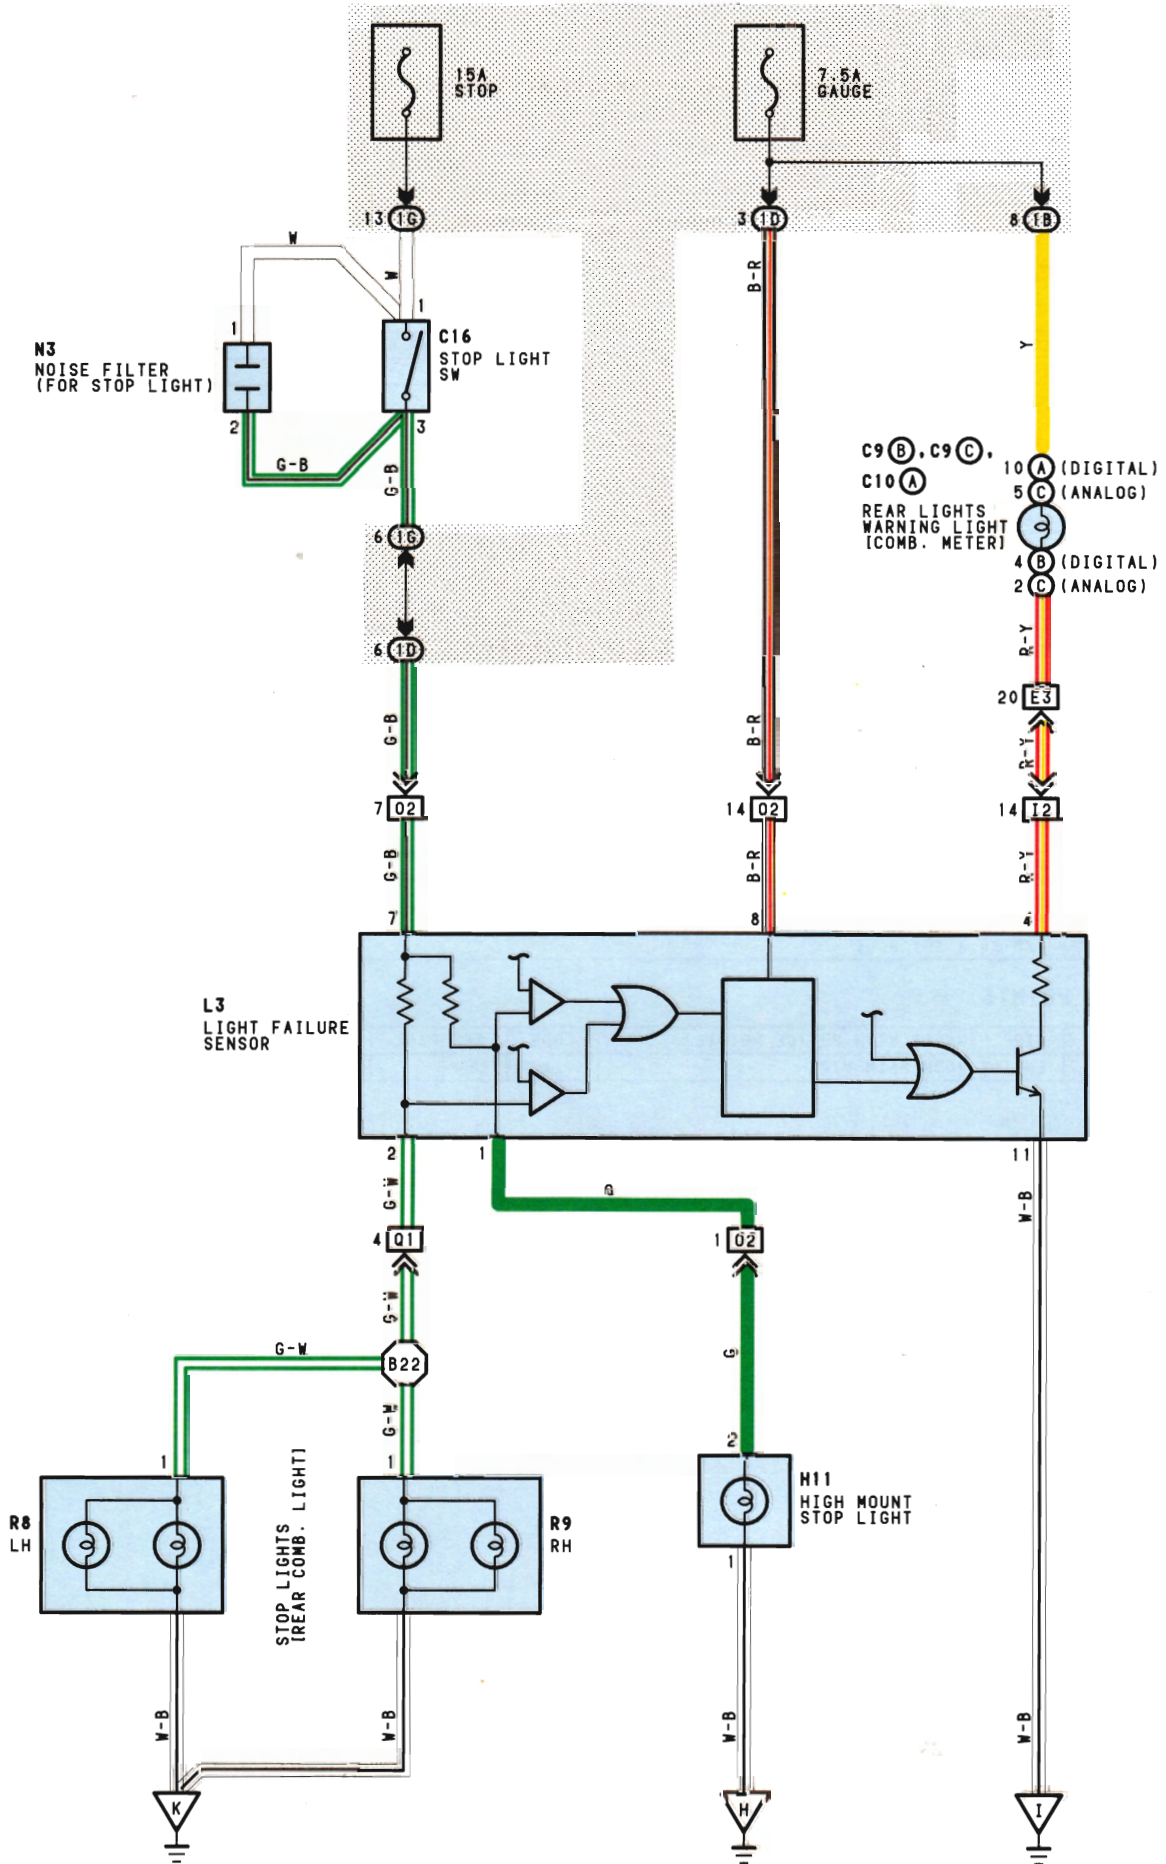 15A
STOP
7.5A
GAUGE
13 1G
3 1D
8 1B
W
W
B-R
Y
1
1
N3
NOISE FILTER
(FOR STOP LIGHT)
C16
STOP LIGHT
SW
2
3
G-B
G-B
C9 B, C9 C,
C10 A
REAR LIGHTS
WARNING LIGHT
[COMB. METER]
10 A (DIGITAL)
5 C (ANALOG)
4 B (DIGITAL)
2 C (ANALOG)
6 1G
6 1D
R-Y
20 E3
G-B
B-R
R-Y
7 O2
14 O2
14 I2
G-B
B-R
R-Y
7
8
4
L3
LIGHT FAILURE
SENSOR
2
1
11
G-W
G
W-B
4 Q1
1 O2
G-W
G-W
B22
G
G-W
1
1
2
R8
LH
STOP LIGHTS
[REAR COMB. LIGHT]
R9
RH
H11
HIGH MOUNT
STOP LIGHT
1
W-B
W-B
W-B
W-B
K
H
I